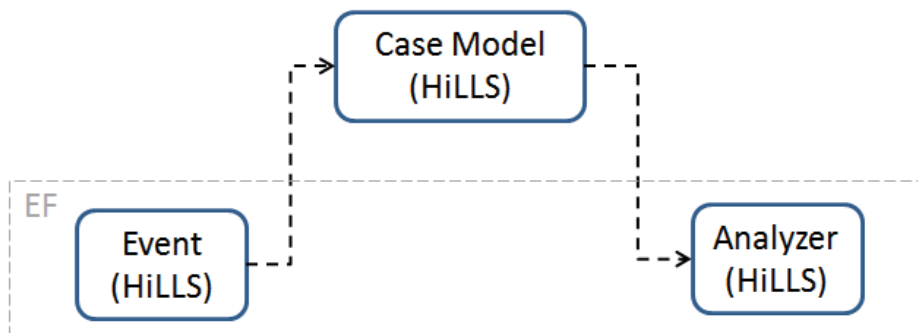 Case Model
(HiLLS)
EF
Event
(HiLLS)
Analyzer
(HiLLS)